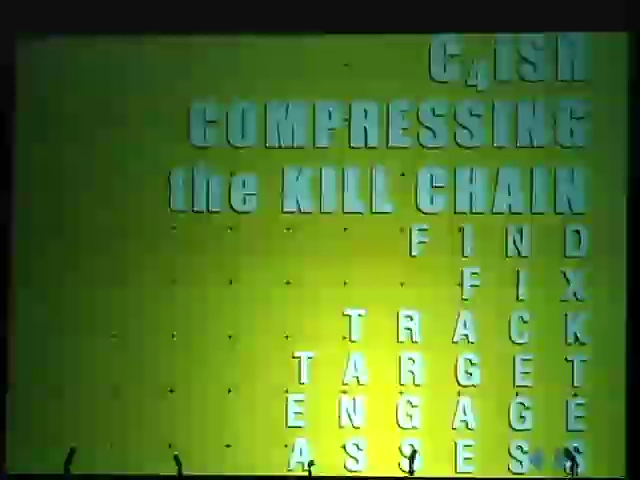 C4ISR
COMPRESSING
the KILL CHAIN
FIND
FIX
TRACK
TARGET
ENGAGE
ASSESS